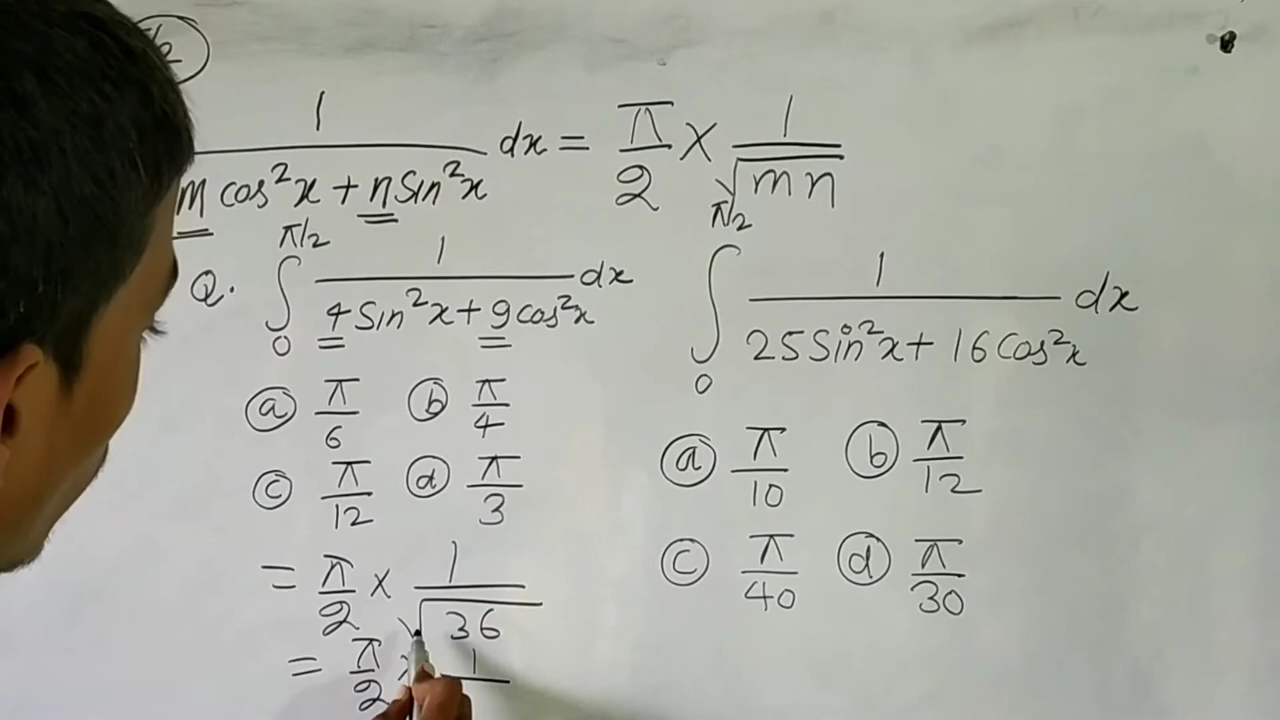 π/2
1
m cos²x + n Sin²x dx = π/2 × 1/√mn
Q. ∫₀^π/2 1/(4 Sin²x + 9 cos²x) dx
ⓐ π/6 ⓑ π/4
ⓒ π/12 ⓓ π/3
= π/2 × 1/√36
= π/2 × 1
∫₀^π/2 1/(25 Sin²x + 16 Cos²x) dx
ⓐ π/10 ⓑ π/12
ⓒ π/40 ⓓ π/30